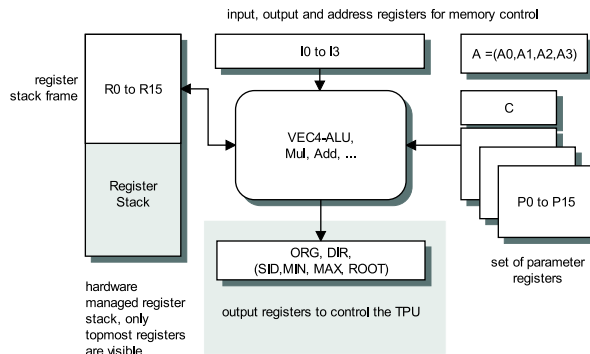 input, output and address registers for memory control
I0 to I3
A =(A0,A1,A2,A3)
register
stack frame
R0 to R15
C
VEC4-ALU,
Mul, Add, ...
Register
Stack
P0 to P15
ORG, DIR,
(SID,MIN, MAX, ROOT)
set of parameter
registers
hardware
managed register
stack, only
topmost registers
are visible
output registers to control the TPU